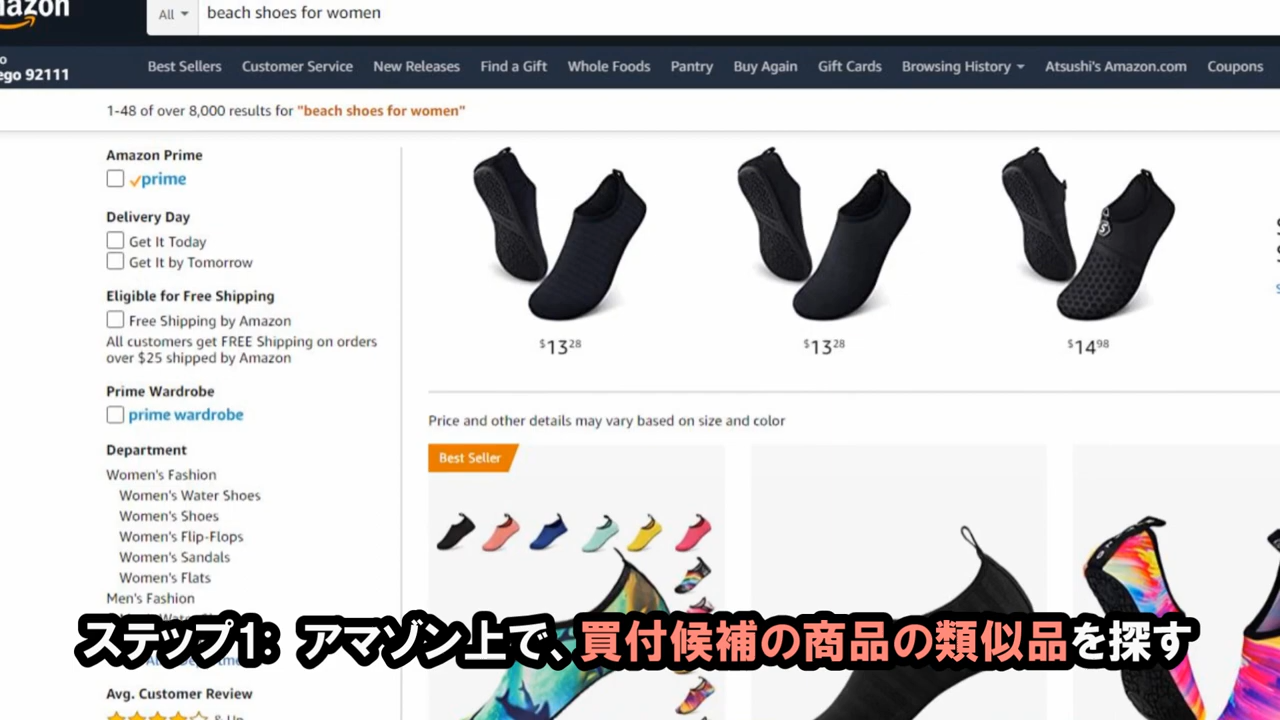 All
beach shoes for women
92111
Best Sellers
Customer Service
New Releases
Find a Gift
Whole Foods
Pantry
Buy Again
Gift Cards
Browsing History
Atsushi's Amazon.com
Coupons
1-48 of over 8,000 results for "beach shoes for women"
Amazon Prime
prime
Delivery Day
Get It Today
Get It by Tomorrow
Eligible for Free Shipping
Free Shipping by Amazon
All customers get FREE Shipping on orders
over $25 shipped by Amazon
Prime Wardrobe
prime wardrobe
Department
Women's Fashion
Women's Water Shoes
Women's Shoes
Women's Flip-Flops
Women's Sandals
Women's Flats
Men's Fashion
Avg. Customer Review
& Up
$1328
$1328
$1498
Price and other details may vary based on size and color
Best Seller
ステップ1: アマゾン上で、買付候補の商品の類似品を探す